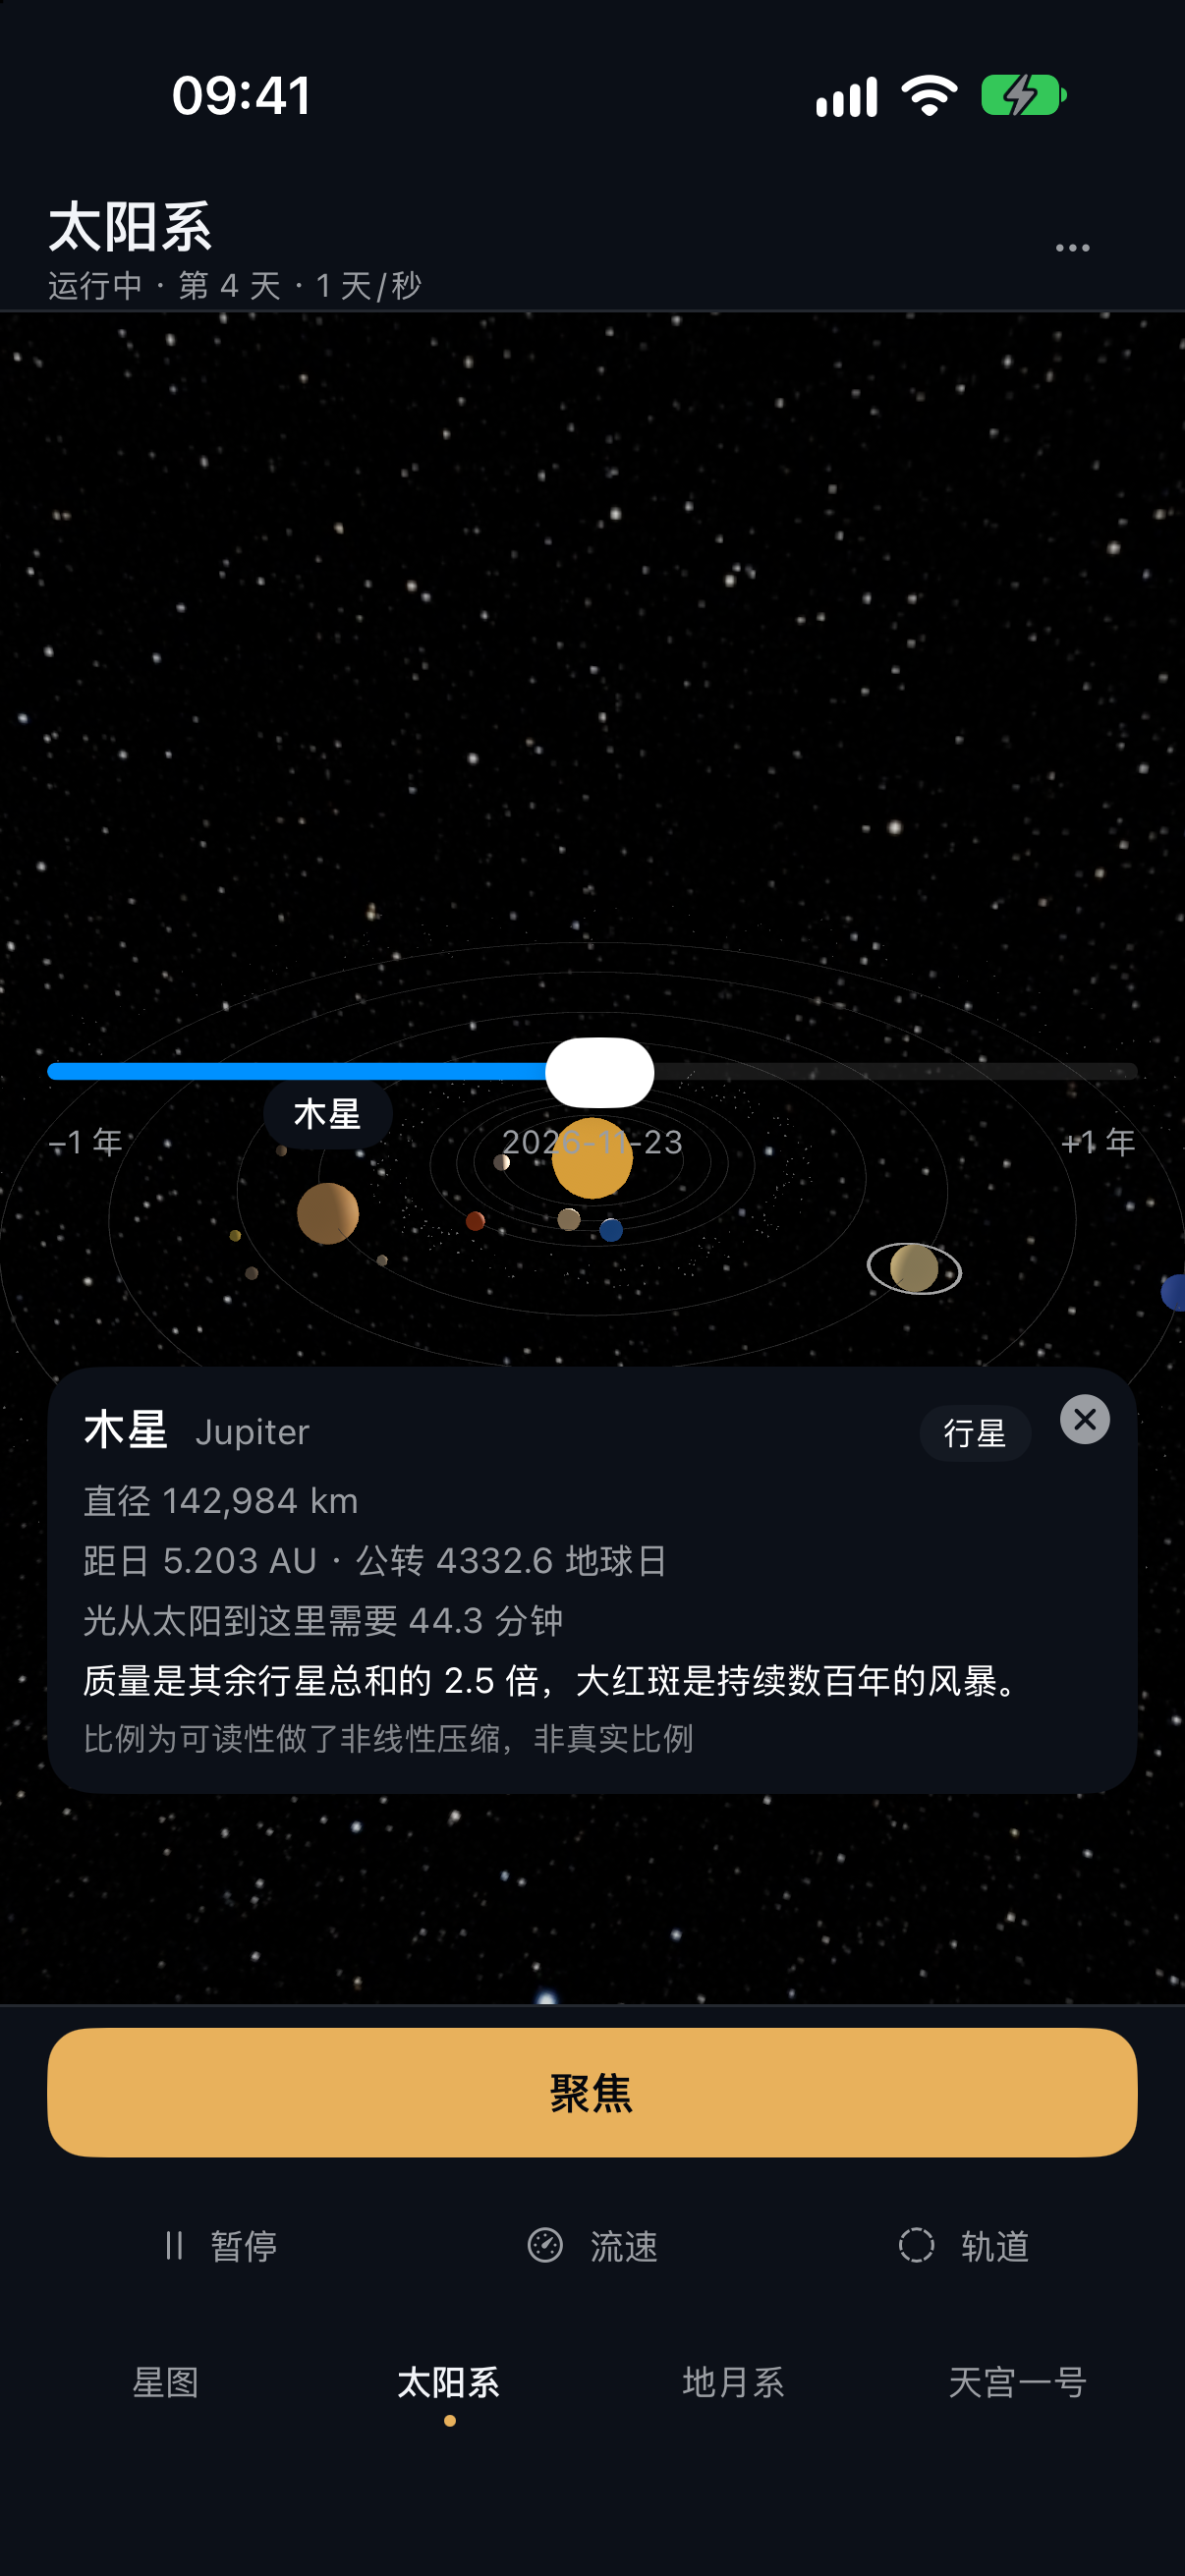 09:41
太阳系
运行中 · 第 4 天 · 1 天/秒
木星
−1 年
2026-11-23
+1 年
木星 Jupiter
行星
直径 142,984 km
距日 5.203 AU · 公转 4332.6 地球日
光从太阳到这里需要 44.3 分钟
质量是其余行星总和的 2.5 倍，大红斑是持续数百年的风暴。
比例为可读性做了非线性压缩，非真实比例
聚焦
暂停
流速
轨道
星图
太阳系
地月系
天宫一号